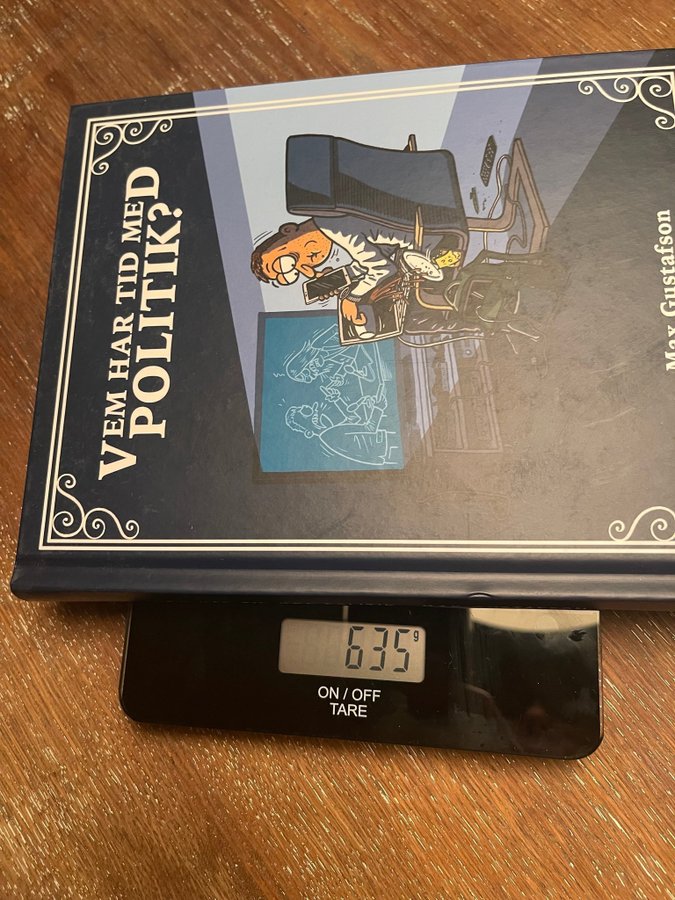 VEM HAR TID MED
POLITIK?
Max Gustafson
635g
ON / OFF
TARE